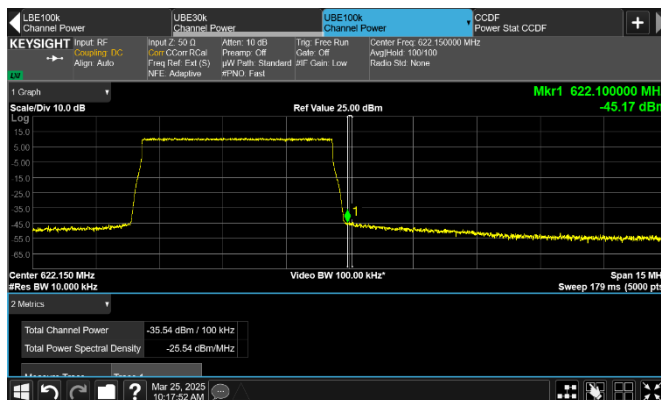 LBE100k
Channel Power
UBE30k
Channel Power
UBE100k
Channel Power
CCDF
Power Stat CCDF
KEYSIGHT
Input: RF
Coupling: DC
Align: Auto
Input Z: 50 Ω
Corr CCorr RCal
Freq Ref: Ext (S)
NFE: Adaptive
Atten: 10 dB
Preamp: Off
µW Path: Standard
#PNO: Fast
Trig: Free Run
Gate: Off
#IF Gain: Low
Center Freq: 622.150000 MHz
Avg|Hold: 100/100
Radio Std: None
1 Graph
Mkr1 622.100000 MH
-45.17 dBm
Scale/Div 10.0 dB
Ref Value 25.00 dBm
Log
15.0
5.00
-5.00
-15.0
-25.0
-35.0
-45.0
-55.0
-65.0
1
Center 622.150 MHz
Video BW 100.00 kHz*
Span 15 MH
#Res BW 10.000 kHz
Sweep 179 ms (5000 pts
2 Metrics
Total Channel Power
-35.54 dBm / 100 kHz
Total Power Spectral Density
-25.54 dBm/MHz
Measure Trace
Trace 1
?
Mar 25, 2025
10:17:52 AM